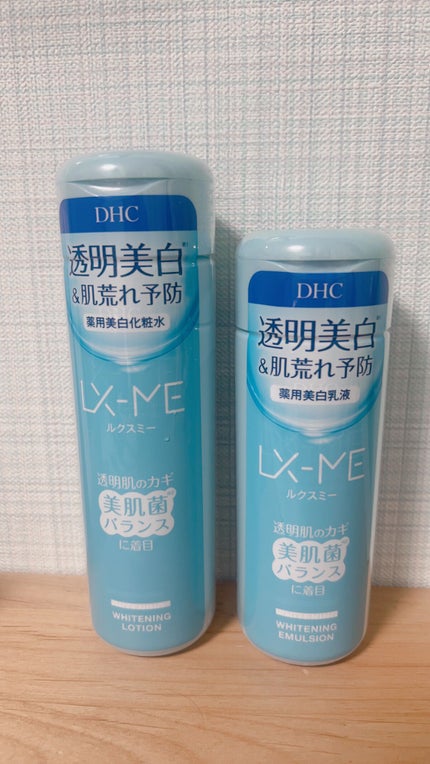 DHC
透明美白
&肌荒れ予防
薬用美白化粧水
LX-ME
ルクスミー
透明肌のカギ
美肌菌
バランス
に着目
WHITENING
LOTION
DHC
透明美白
&肌荒れ予防
薬用美白乳液
LX-ME
ルクスミー
透明肌のカギ
美肌菌
バランス
に着目
WHITENING
EMULSION